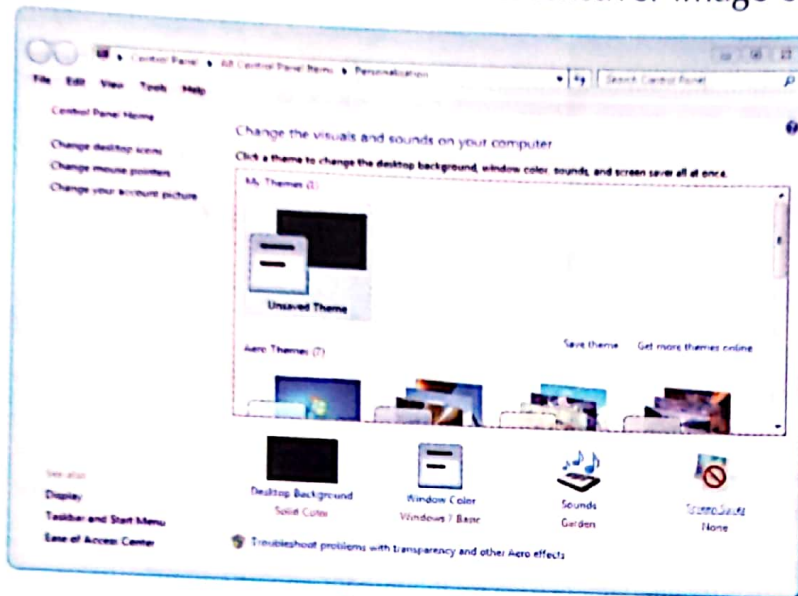 image
Control Panel ▸ All Control Panel Items ▸ Personalization
Search Control Panel
File Edit View Tools Help
Control Panel Home
Change desktop icons
Change mouse pointers
Change your account picture
Change the visuals and sounds on your computer
Click a theme to change the desktop background, window color, sounds, and screen saver all at once.
My Themes (1)
Unsaved Theme
Save theme Get more themes online
Aero Themes (7)
Desktop Background
Solid Color
Window Color
Windows 7 Basic
Sounds
Garden
Screen Saver
None
See also
Display
Taskbar and Start Menu
Ease of Access Center
Troubleshoot problems with transparency and other Aero effects